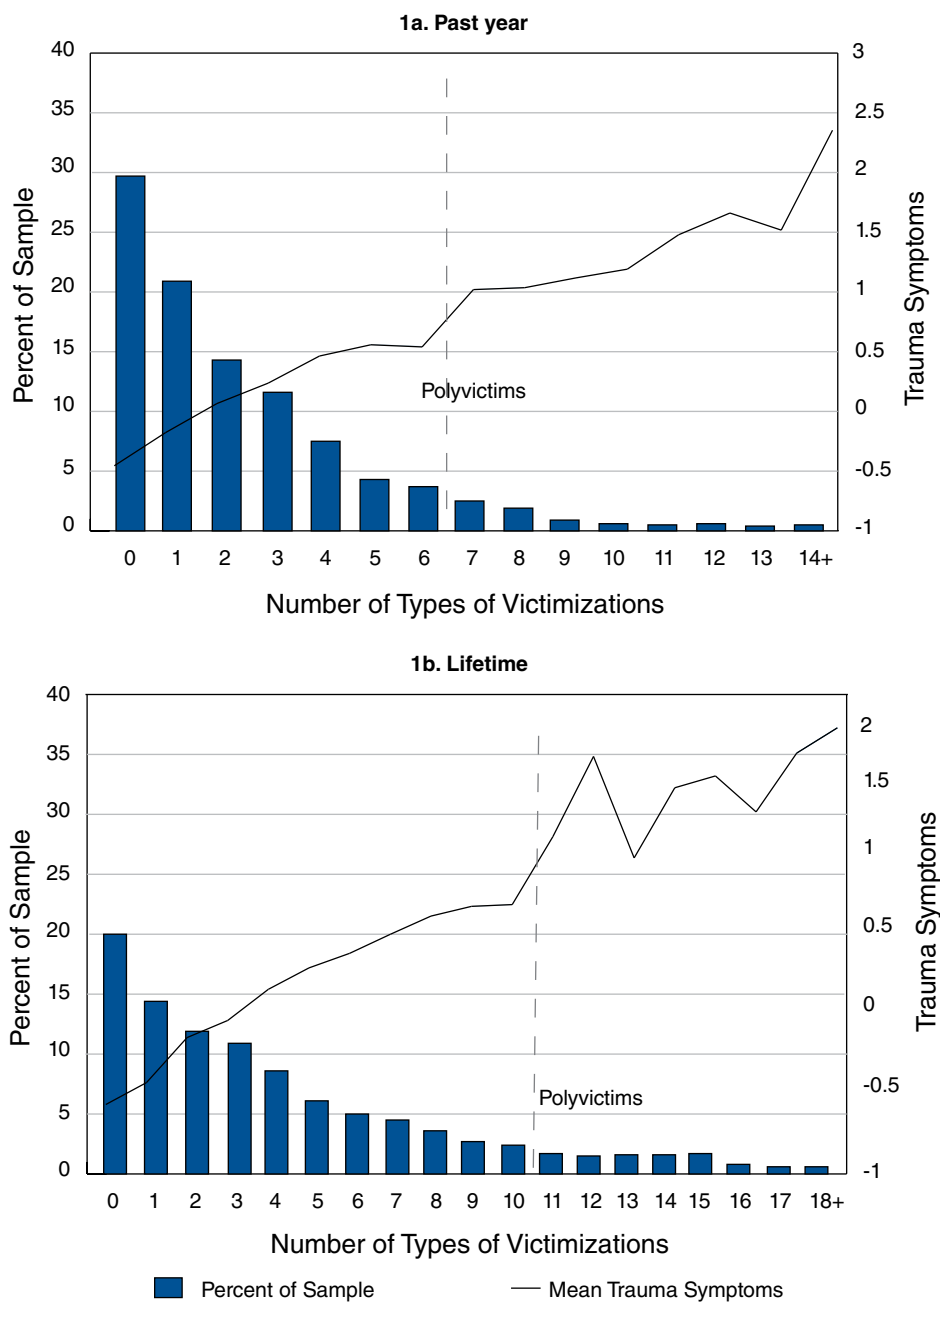 1a. Past year
40
35
30
25
20
15
10
5
0
Percent of Sample
3
2.5
2
1.5
1
0.5
0
-0.5
-1
Trauma Symptoms
Polyvictims
0 1 2 3 4 5 6 7 8 9 10 11 12 13 14+
Number of Types of Victimizations
1b. Lifetime
40
35
30
25
20
15
10
5
0
Percent of Sample
2
1.5
1
0.5
0
-0.5
-1
Trauma Symptoms
Polyvictims
0 1 2 3 4 5 6 7 8 9 10 11 12 13 14 15 16 17 18+
Number of Types of Victimizations
Percent of Sample
Mean Trauma Symptoms